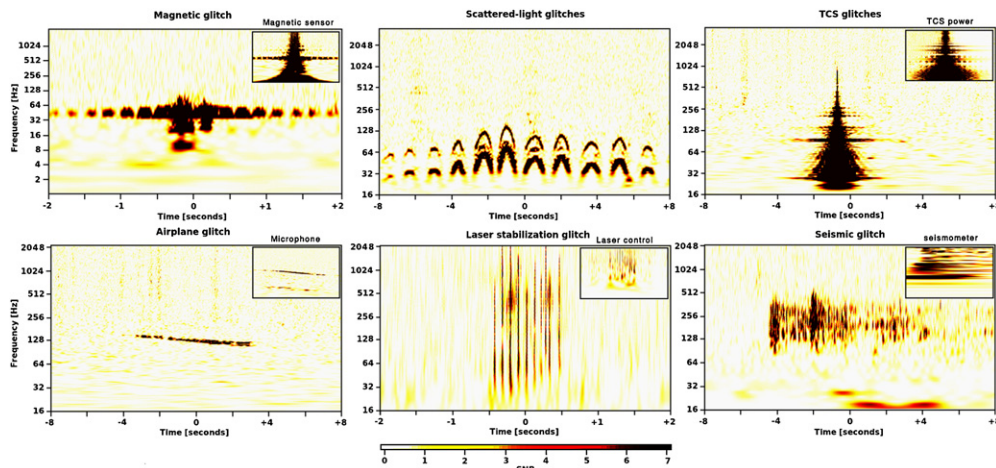 Magnetic glitch
Magnetic sensor
Frequency [Hz]
1024
512
256
128
64
32
16
8
4
2
-2 -1 0 +1 +2
Time [seconds]
Scattered-light glitches
2048
1024
512
256
128
64
32
16
-8 -4 0 +4 +8
Time [seconds]
TCS glitches
TCS power
2048
1024
512
256
128
64
32
16
-8 -4 0 +4 +8
Time [seconds]
Airplane glitch
Microphone
Frequency [Hz]
2048
1024
512
256
128
64
32
16
-8 -4 0 +4 +8
Time [seconds]
Laser stabilization glitch
Laser control
2048
1024
512
256
128
64
32
16
-2 -1 0 +1 +2
Time [seconds]
Seismic glitch
seismometer
2048
1024
512
256
128
64
32
16
-8 -4 0 +4 +8
Time [seconds]
0 1 2 3 4 5 6 7